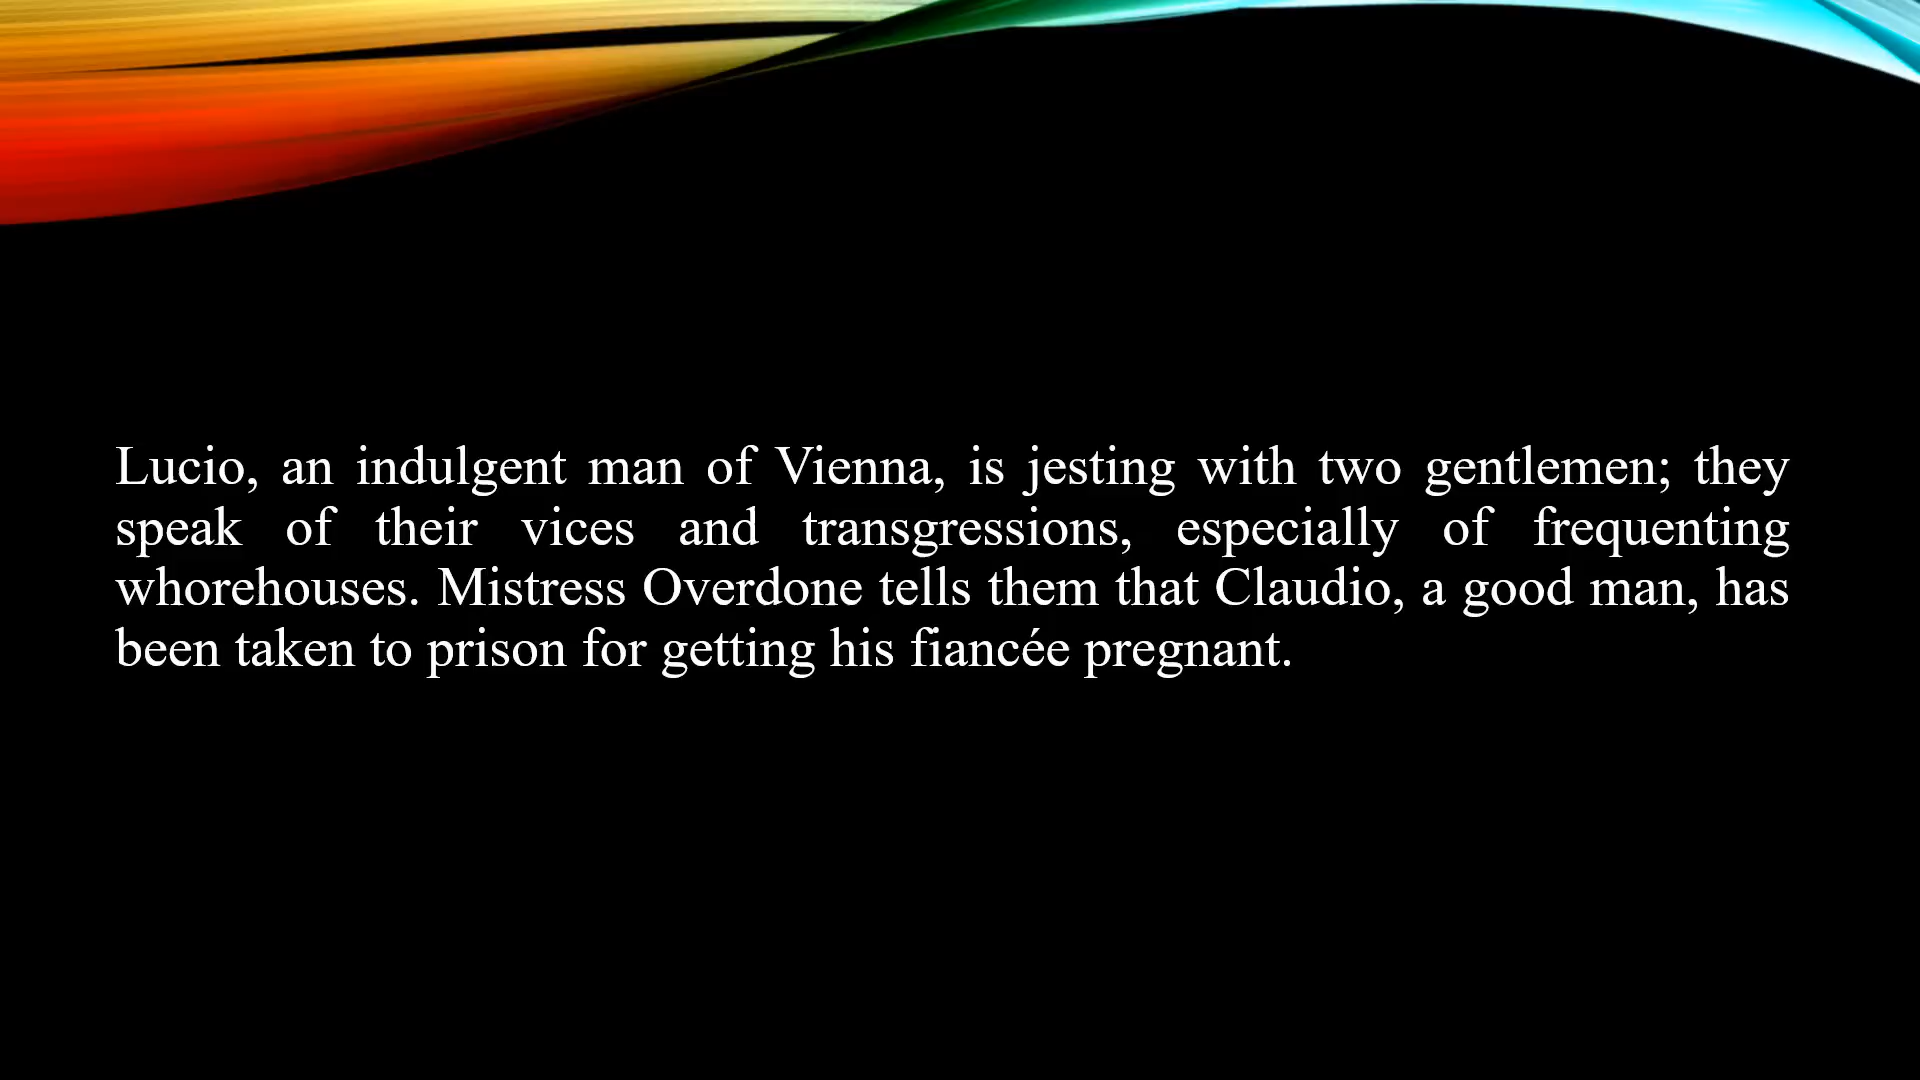 Lucio, an indulgent man of Vienna, is jesting with two gentlemen; they
speak of their vices and transgressions, especially of frequenting
whorehouses. Mistress Overdone tells them that Claudio, a good man, has
been taken to prison for getting his fiancée pregnant.